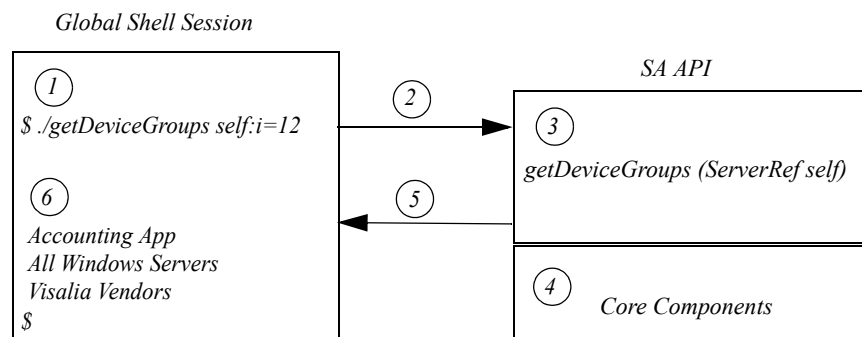 Global Shell Session
1
$ ./getDeviceGroups self:i=12
6
Accounting App
All Windows Servers
Visalia Vendors
$
2
5
SA API
3
getDeviceGroups (ServerRef self)
4
Core Components